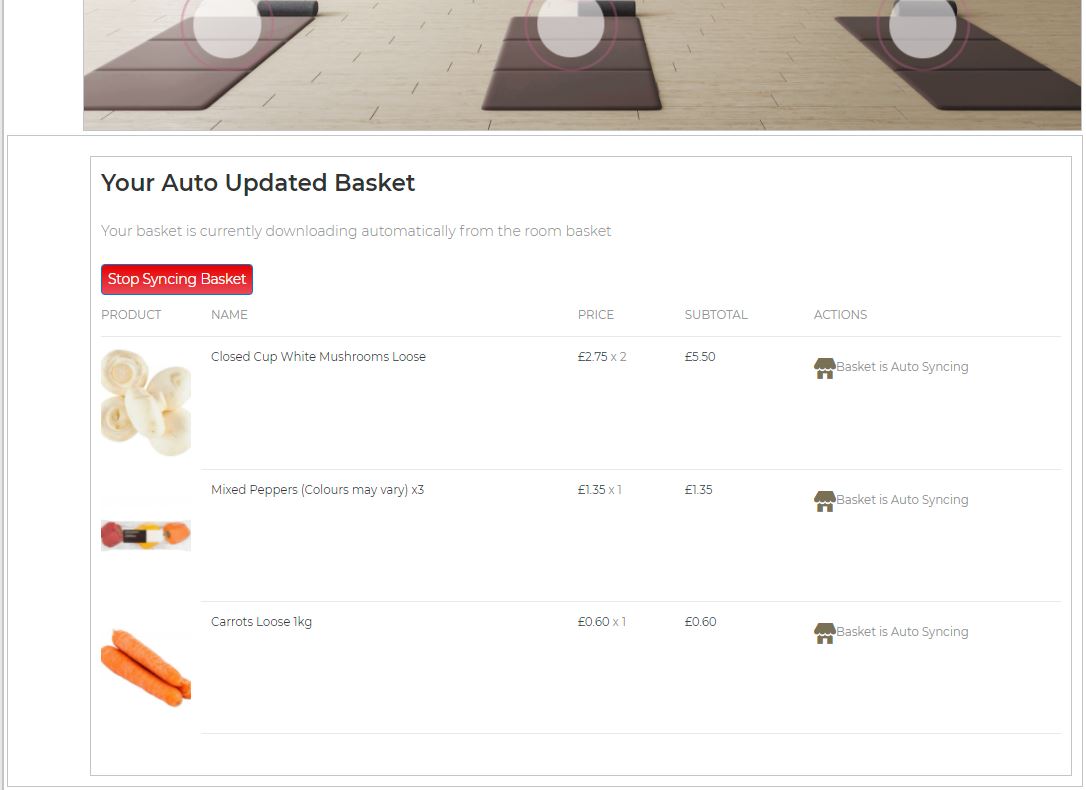 Your Auto Updated Basket
Your basket is currently downloading automatically from the room basket
Stop Syncing Basket
PRODUCT NAME PRICE SUBTOTAL ACTIONS
Closed Cup White Mushrooms Loose £2.75 x 2 £5.50 Basket is Auto Syncing
Mixed Peppers (Colours may vary) x3 £1.35 x 1 £1.35 Basket is Auto Syncing
Carrots Loose 1kg £0.60 x 1 £0.60 Basket is Auto Syncing